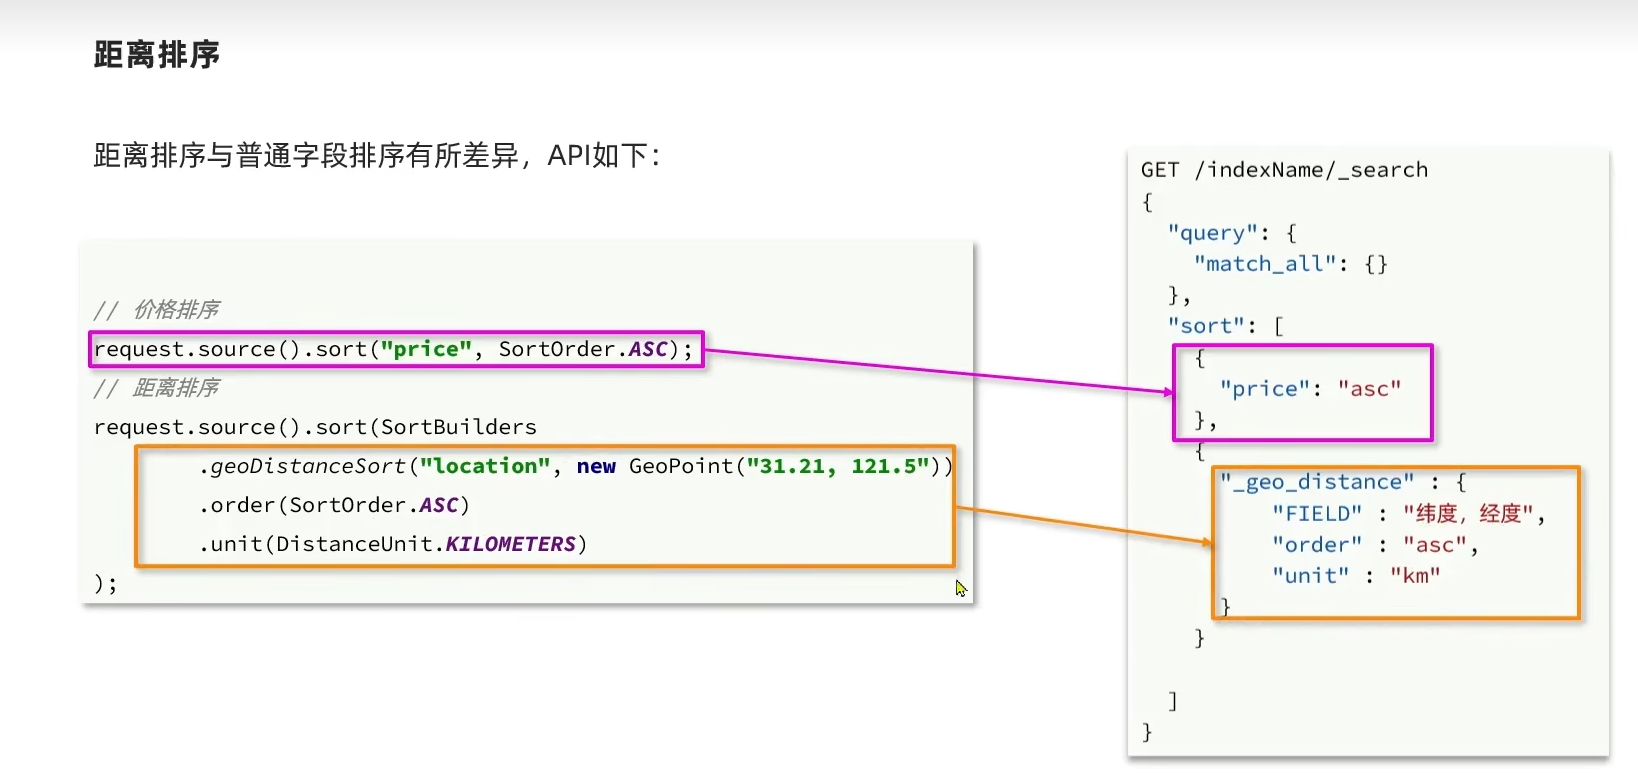 距离排序
距离排序与普通字段排序有所差异，API如下：
// 价格排序
request.source().sort("price", SortOrder.ASC);
// 距离排序
request.source().sort(SortBuilders
.geoDistanceSort("location", new GeoPoint("31.21, 121.5"))
.order(SortOrder.ASC)
.unit(DistanceUnit.KILOMETERS)
);
GET /indexName/_search
{
"query": {
"match_all": {}
},
"sort": [
{
"price": "asc"
},
{
"_geo_distance" : {
"FIELD" : "纬度，经度",
"order" : "asc",
"unit" : "km"
}
}
]
}